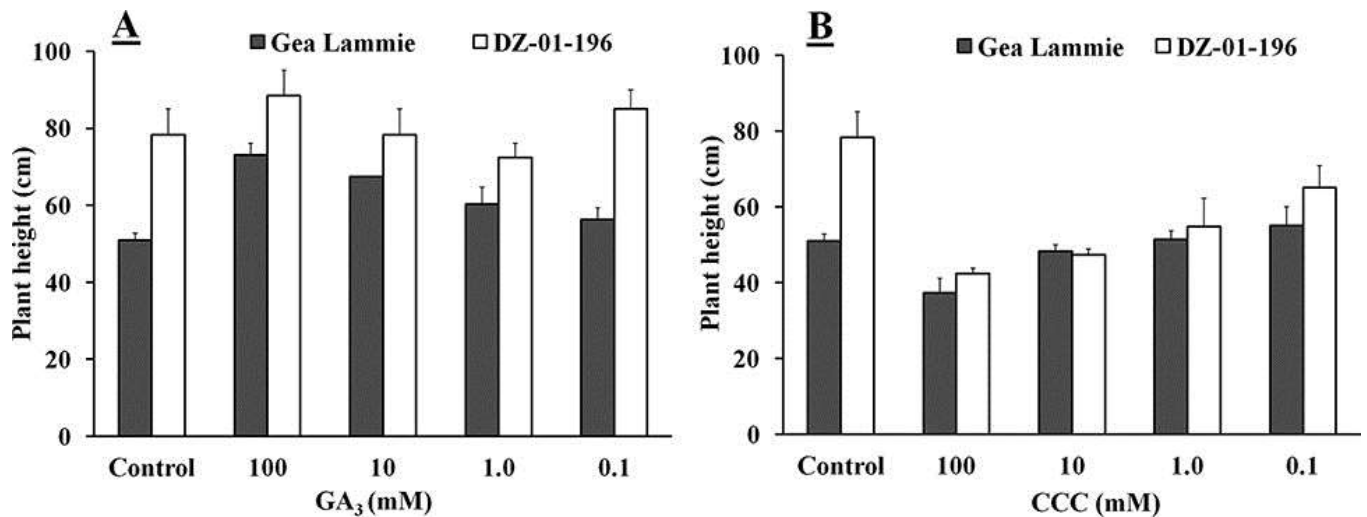 A
Gea Lammie DZ-01-196
Plant height (cm)
100
80
60
40
20
0
Control 100 10 1.0 0.1
GA₃ (mM)
B
Gea Lammie DZ-01-196
Plant height (cm)
100
80
60
40
20
0
Control 100 10 1.0 0.1
CCC (mM)